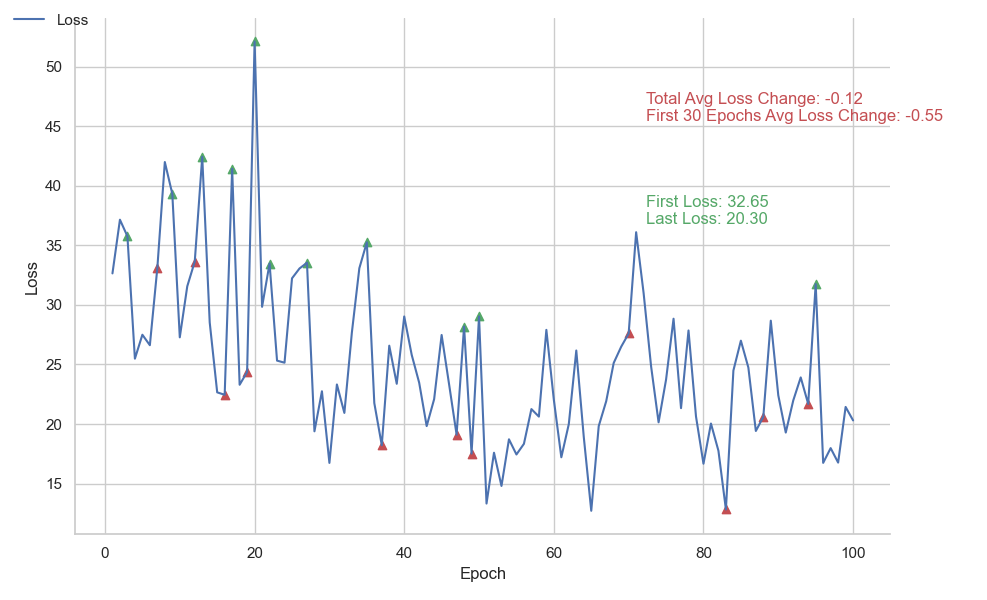 Loss
50
45
40
35
30
25
20
15
Loss
Total Avg Loss Change: -0.12
First 30 Epochs Avg Loss Change: -0.55
First Loss: 32.65
Last Loss: 20.30
0 20 40 60 80 100
Epoch